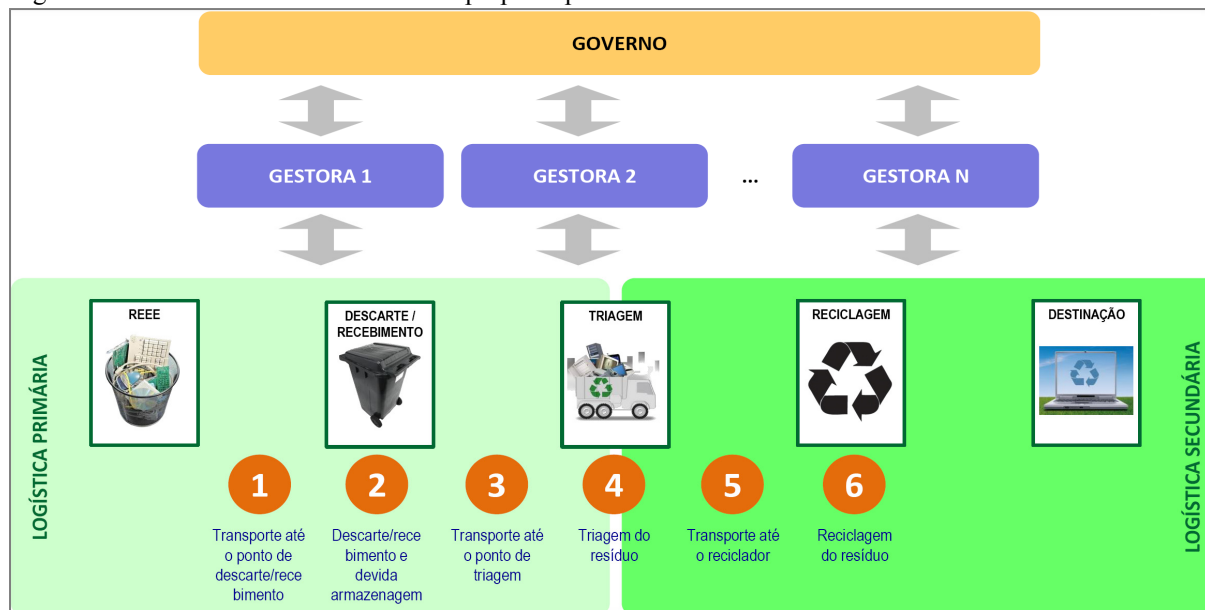 GOVERNO
GESTORA 1
GESTORA 2
...
GESTORA N
LOGÍSTICA PRIMÁRIA
REEE
DESCARTE /
RECEBIMENTO
TRIAGEM
RECICLAGEM
DESTINAÇÃO
LOGÍSTICA SECUNDÁRIA
1
Transporte até
o ponto de
descarte/rece
bimento
2
Descarte/rece
bimento e
devida
armazenagem
3
Transporte até
o ponto de
triagem
4
Triagem do
resíduo
5
Transporte até
o reciclador
6
Reciclagem
do resíduo